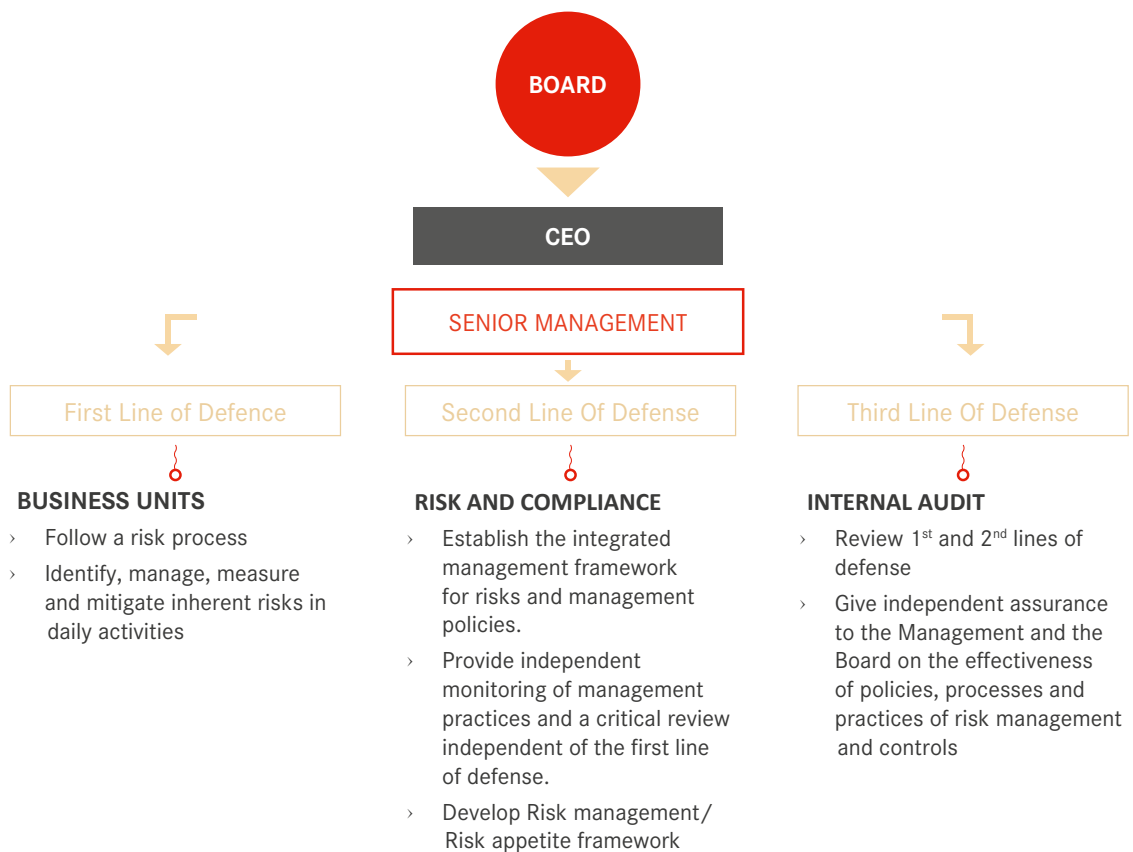 BOARD
CEO
SENIOR MANAGEMENT
First Line of Defence
BUSINESS UNITS
› Follow a risk process
› Identify, manage, measure
and mitigate inherent risks in
daily activities
Second Line Of Defense
RISK AND COMPLIANCE
› Establish the integrated
management framework
for risks and management
policies.
› Provide independent
monitoring of management
practices and a critical review
independent of the first line
of defense.
› Develop Risk management/
Risk appetite framework
Third Line Of Defense
INTERNAL AUDIT
› Review 1st and 2nd lines of
defense
› Give independent assurance
to the Management and the
Board on the effectiveness
of policies, processes and
practices of risk management
and controls